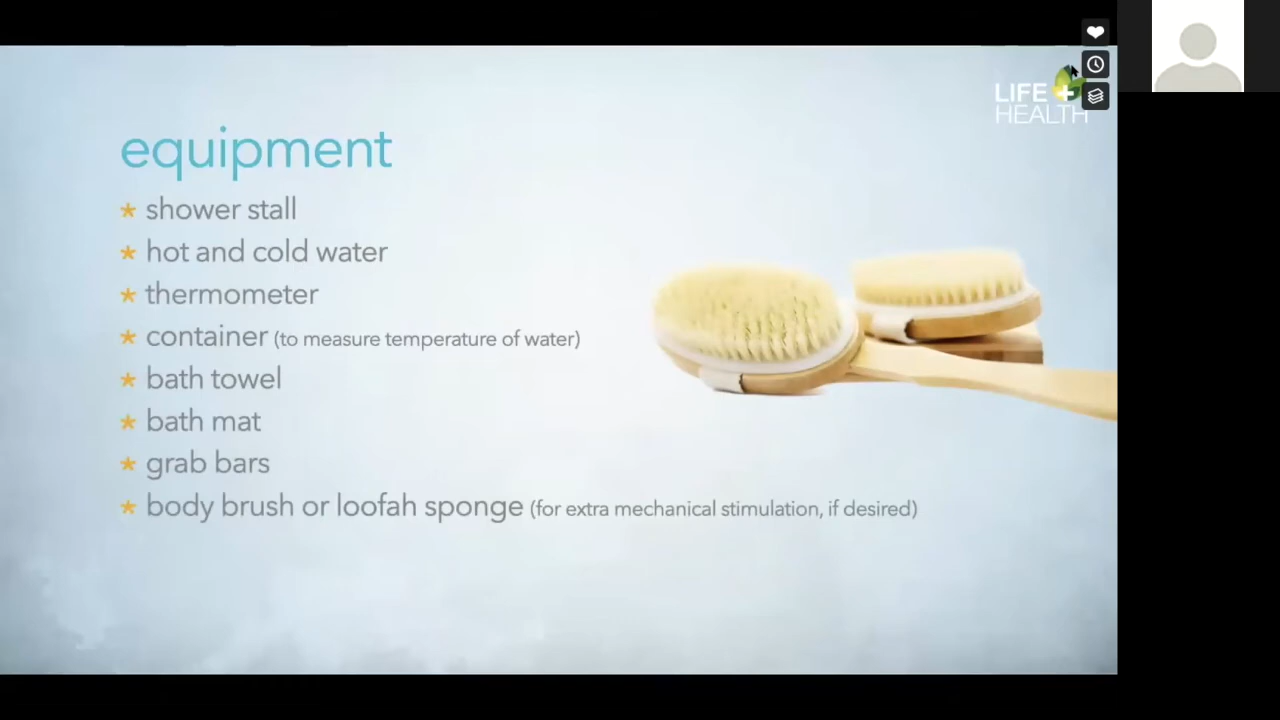 LIFE +
HEALTH
equipment
* shower stall
* hot and cold water
* thermometer
* container (to measure temperature of water)
* bath towel
* bath mat
* grab bars
* body brush or loofah sponge (for extra mechanical stimulation, if desired)